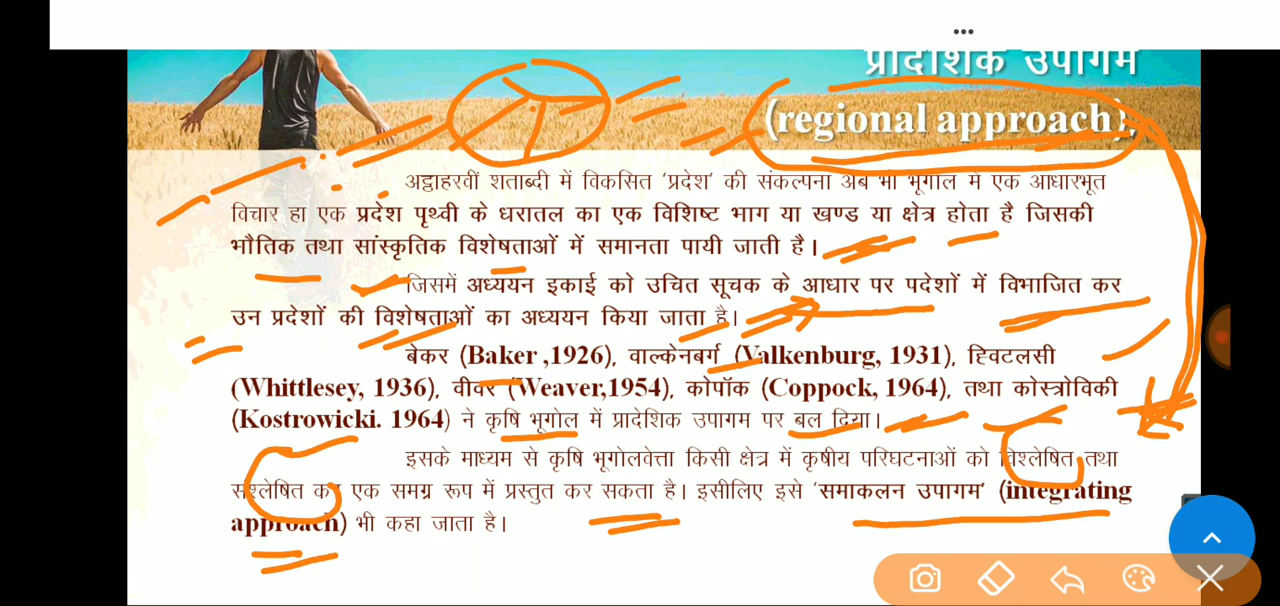 प्रादेशिक उपागम
(regional approach),
अट्ठाहरवीं शताब्दी में विकसित 'प्रदेश' की संकल्पना अब भी भूगोल में एक आधारभूत
विचार हा एक प्रदेश पृथ्वी के धरातल का एक विशिष्ट भाग या खण्ड या क्षेत्र होता है जिसकी
भौतिक तथा सांस्कृतिक विशेषताओं में समानता पायी जाती है।
जिसमें अध्ययन इकाई को उचित सूचक के आधार पर पदेशों में विभाजित कर
उन प्रदेशों की विशेषताओं का अध्ययन किया जाता है।
बेकर (Baker ,1926), वाल्केनबर्ग (Valkenburg, 1931), ह्विटलसी
(Whittlesey, 1936), वीवर (Weaver,1954), कोपॉक (Coppock, 1964), तथा कोस्त्रोविकी
(Kostrowicki. 1964) ने कृषि भूगोल में प्रादेशिक उपागम पर बल दिया।
इसके माध्यम से कृषि भूगोलवेत्ता किसी क्षेत्र में कृषीय परिघटनाओं को विश्लेषित तथा
संश्लेषित कर एक समग्र रूप में प्रस्तुत कर सकता है। इसीलिए इसे 'समाकलन उपागम' (integrating
approach) भी कहा जाता है।